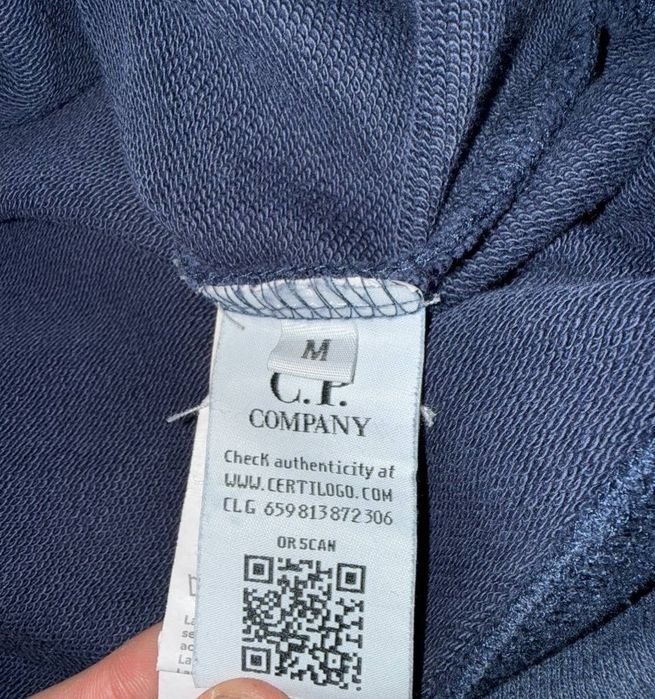 M
C.P.
COMPANY
Check authenticity at
WWW.CERTILOGO.COM
CLG 659813872306
OR SCAN